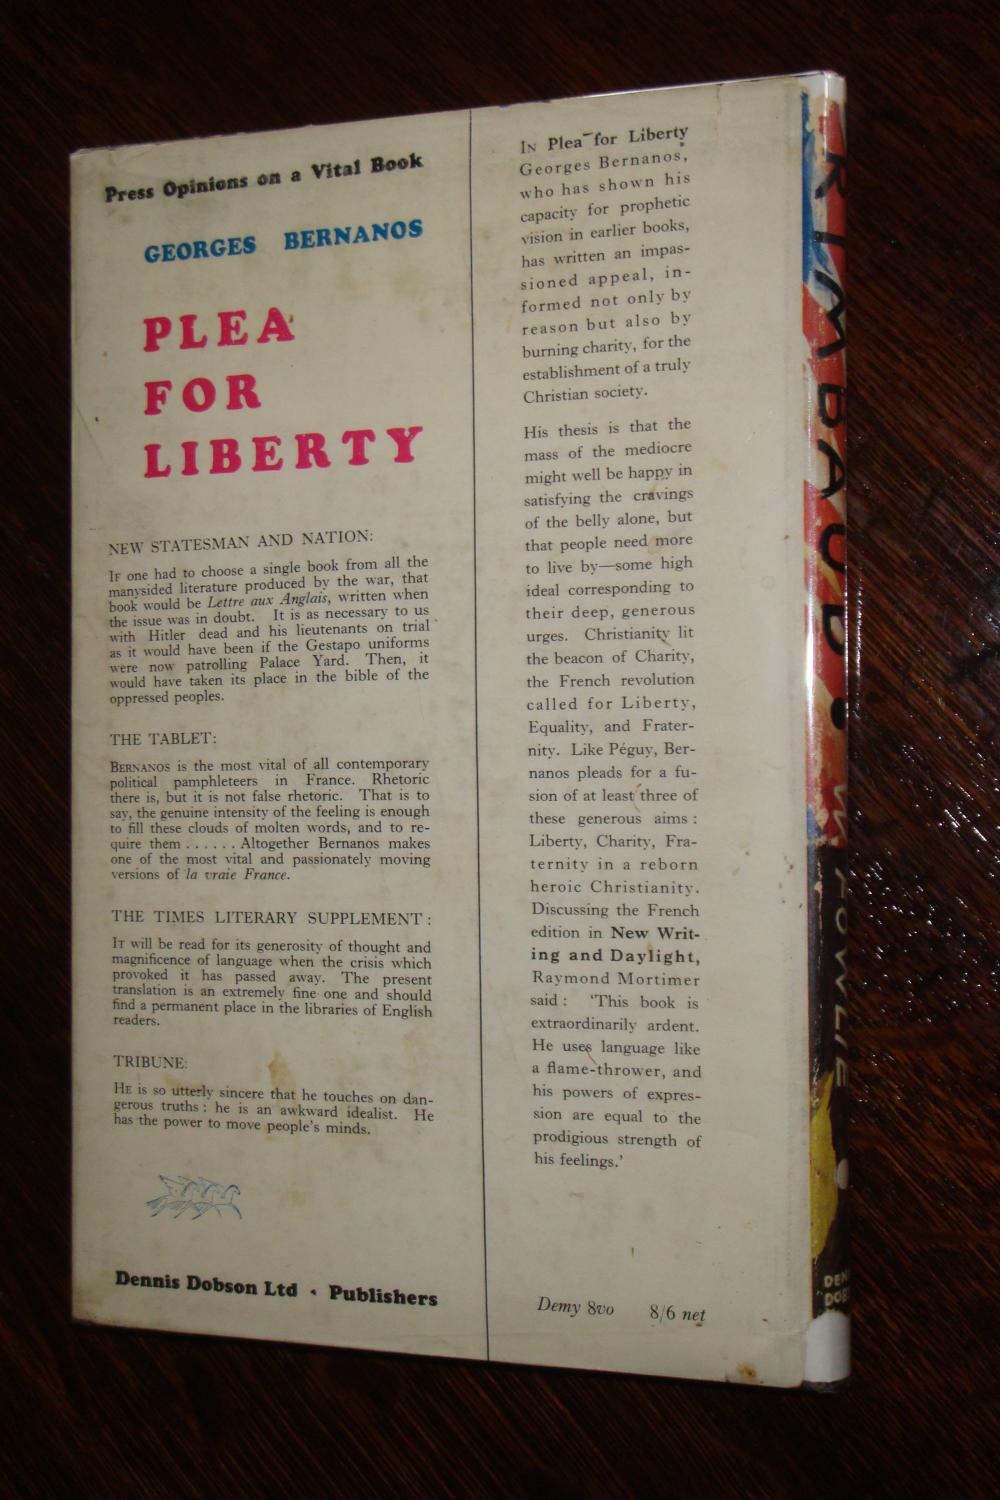 Press Opinions on a Vital Book
GEORGES BERNANOS
PLEA
FOR
LIBERTY
NEW STATESMAN AND NATION:
IF one had to choose a single book from all the
manysided literature produced by the war, that
book would be Lettre aux Anglais, written when
the issue was in doubt. It is as necessary to us
with Hitler dead and his lieutenants on trial
as it would have been if the Gestapo uniforms
were now patrolling Palace Yard. Then, it
would have taken its place in the bible of the
oppressed peoples.
THE TABLET:
BERNANOS is the most vital of all contemporary
political pamphleteers in France. Rhetoric
there is, but it is not false rhetoric. That is to
say, the genuine intensity of the feeling is enough
to fill these clouds of molten words, and to re-
quire them . . . . . . Altogether Bernanos makes
one of the most vital and passionately moving
versions of la vraie France.
THE TIMES LITERARY SUPPLEMENT:
IT will be read for its generosity of thought and
magnificence of language when the crisis which
provoked it has passed away. The present
translation is an extremely fine one and should
find a permanent place in the libraries of English
readers.
TRIBUNE:
HE is so utterly sincere that he touches on dan-
gerous truths: he is an awkward idealist. He
has the power to move people's minds.
Dennis Dobson Ltd · Publishers
IN Plea for Liberty
Georges Bernanos,
who has shown his
capacity for prophetic
vision in earlier books,
has written an impas-
sioned appeal, in-
formed not only by
reason but also by
burning charity, for the
establishment of a truly
Christian society.
His thesis is that the
mass of the mediocre
might well be happy in
satisfying the cravings
of the belly alone, but
that people need more
to live by—some high
ideal corresponding to
their deep, generous
urges. Christianity lit
the beacon of Charity,
the French revolution
called for Liberty,
Equality, and Frater-
nity. Like Péguy, Ber-
nanos pleads for a fu-
sion of at least three of
these generous aims:
Liberty, Charity, Fra-
ternity in a reborn
heroic Christianity.
Discussing the French
edition in New Writ-
ing and Daylight,
Raymond Mortimer
said: 'This book is
extraordinarily ardent.
He uses language like
a flame-thrower, and
his powers of expres-
sion are equal to the
prodigious strength of
his feelings.'
Demy 8vo 8/6 net
RIMBAUD • W. FOWLIE